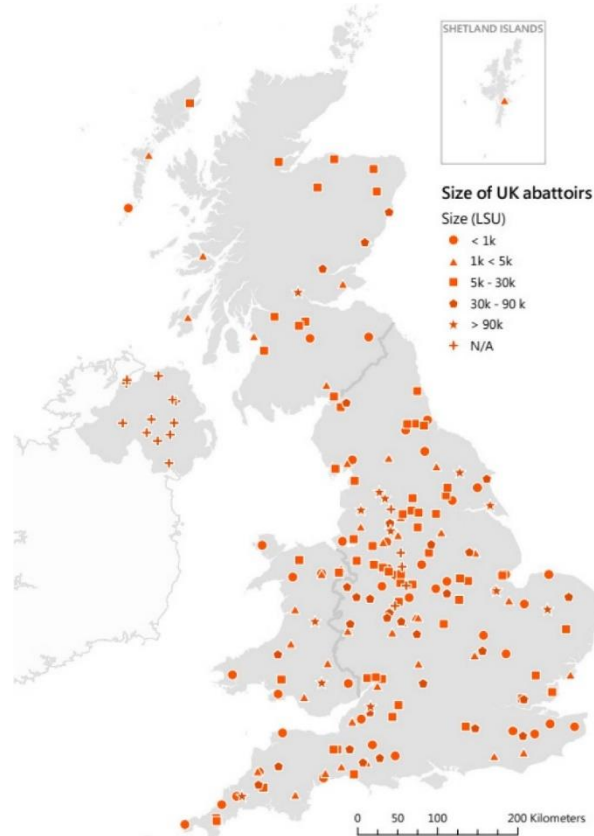 SHETLAND ISLANDS
Size of UK abattoirs
Size (LSU)
< 1k
1k < 5k
5k - 30k
30k - 90 k
> 90k
N/A
0 50 100 200 Kilometers